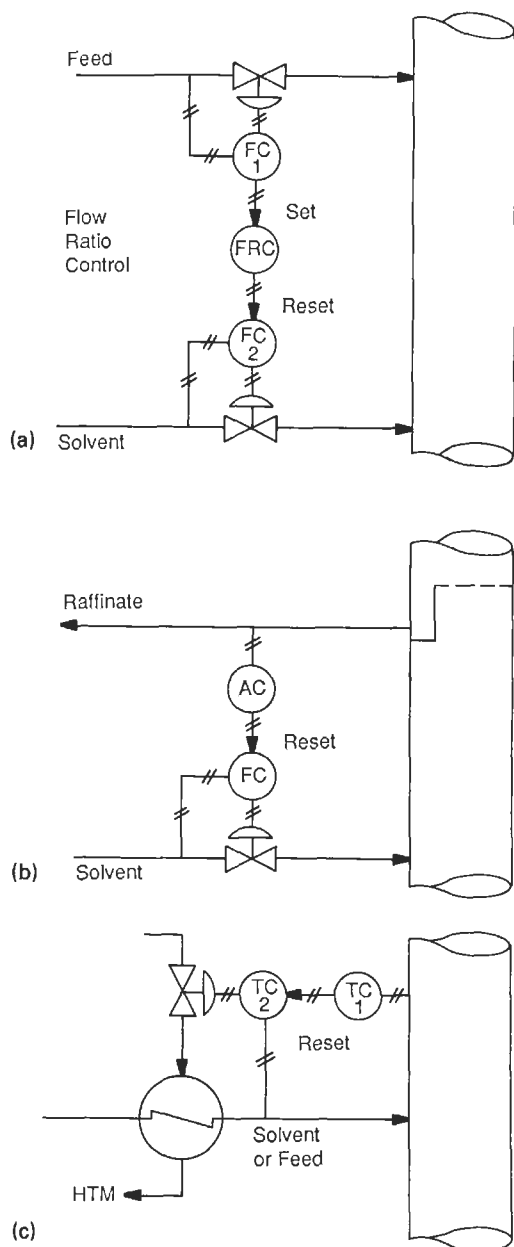 Feed
FC
1
Flow
Ratio
Control
Set
FRC
Reset
FC
2
(a)
Solvent
Raffinate
AC
Reset
FC
(b)
Solvent
TC
2
TC
1
Reset
Solvent
or Feed
HTM
(c)